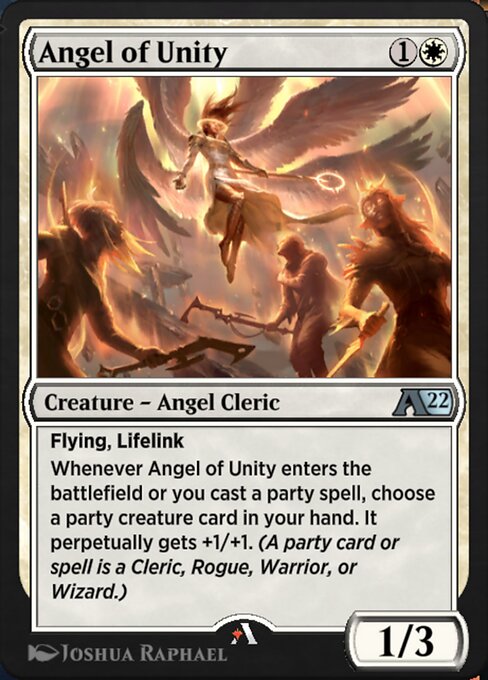 Angel of Unity 1
Creature – Angel Cleric A22
Flying, Lifelink
Whenever Angel of Unity enters the
battlefield or you cast a party spell, choose
a party creature card in your hand. It
perpetually gets +1/+1. (A party card or
spell is a Cleric, Rogue, Warrior, or
Wizard.)
1/3
Joshua Raphael